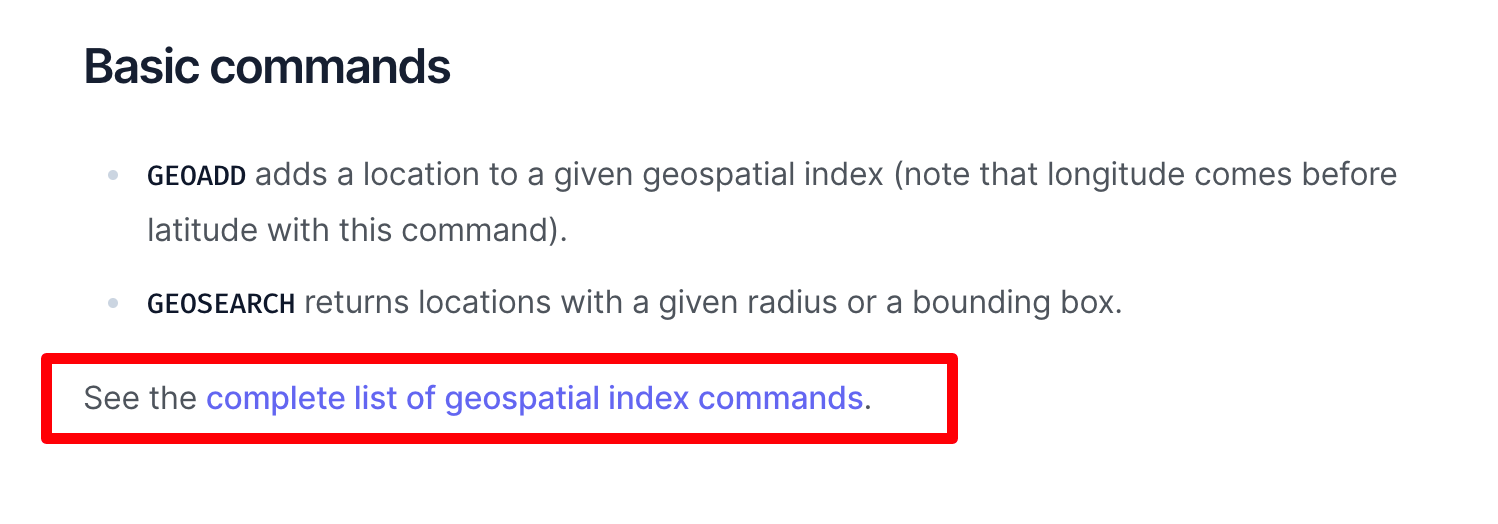 Basic commands
GEOADD adds a location to a given geospatial index (note that longitude comes before
latitude with this command).
GEOSEARCH returns locations with a given radius or a bounding box.
See the complete list of geospatial index commands.